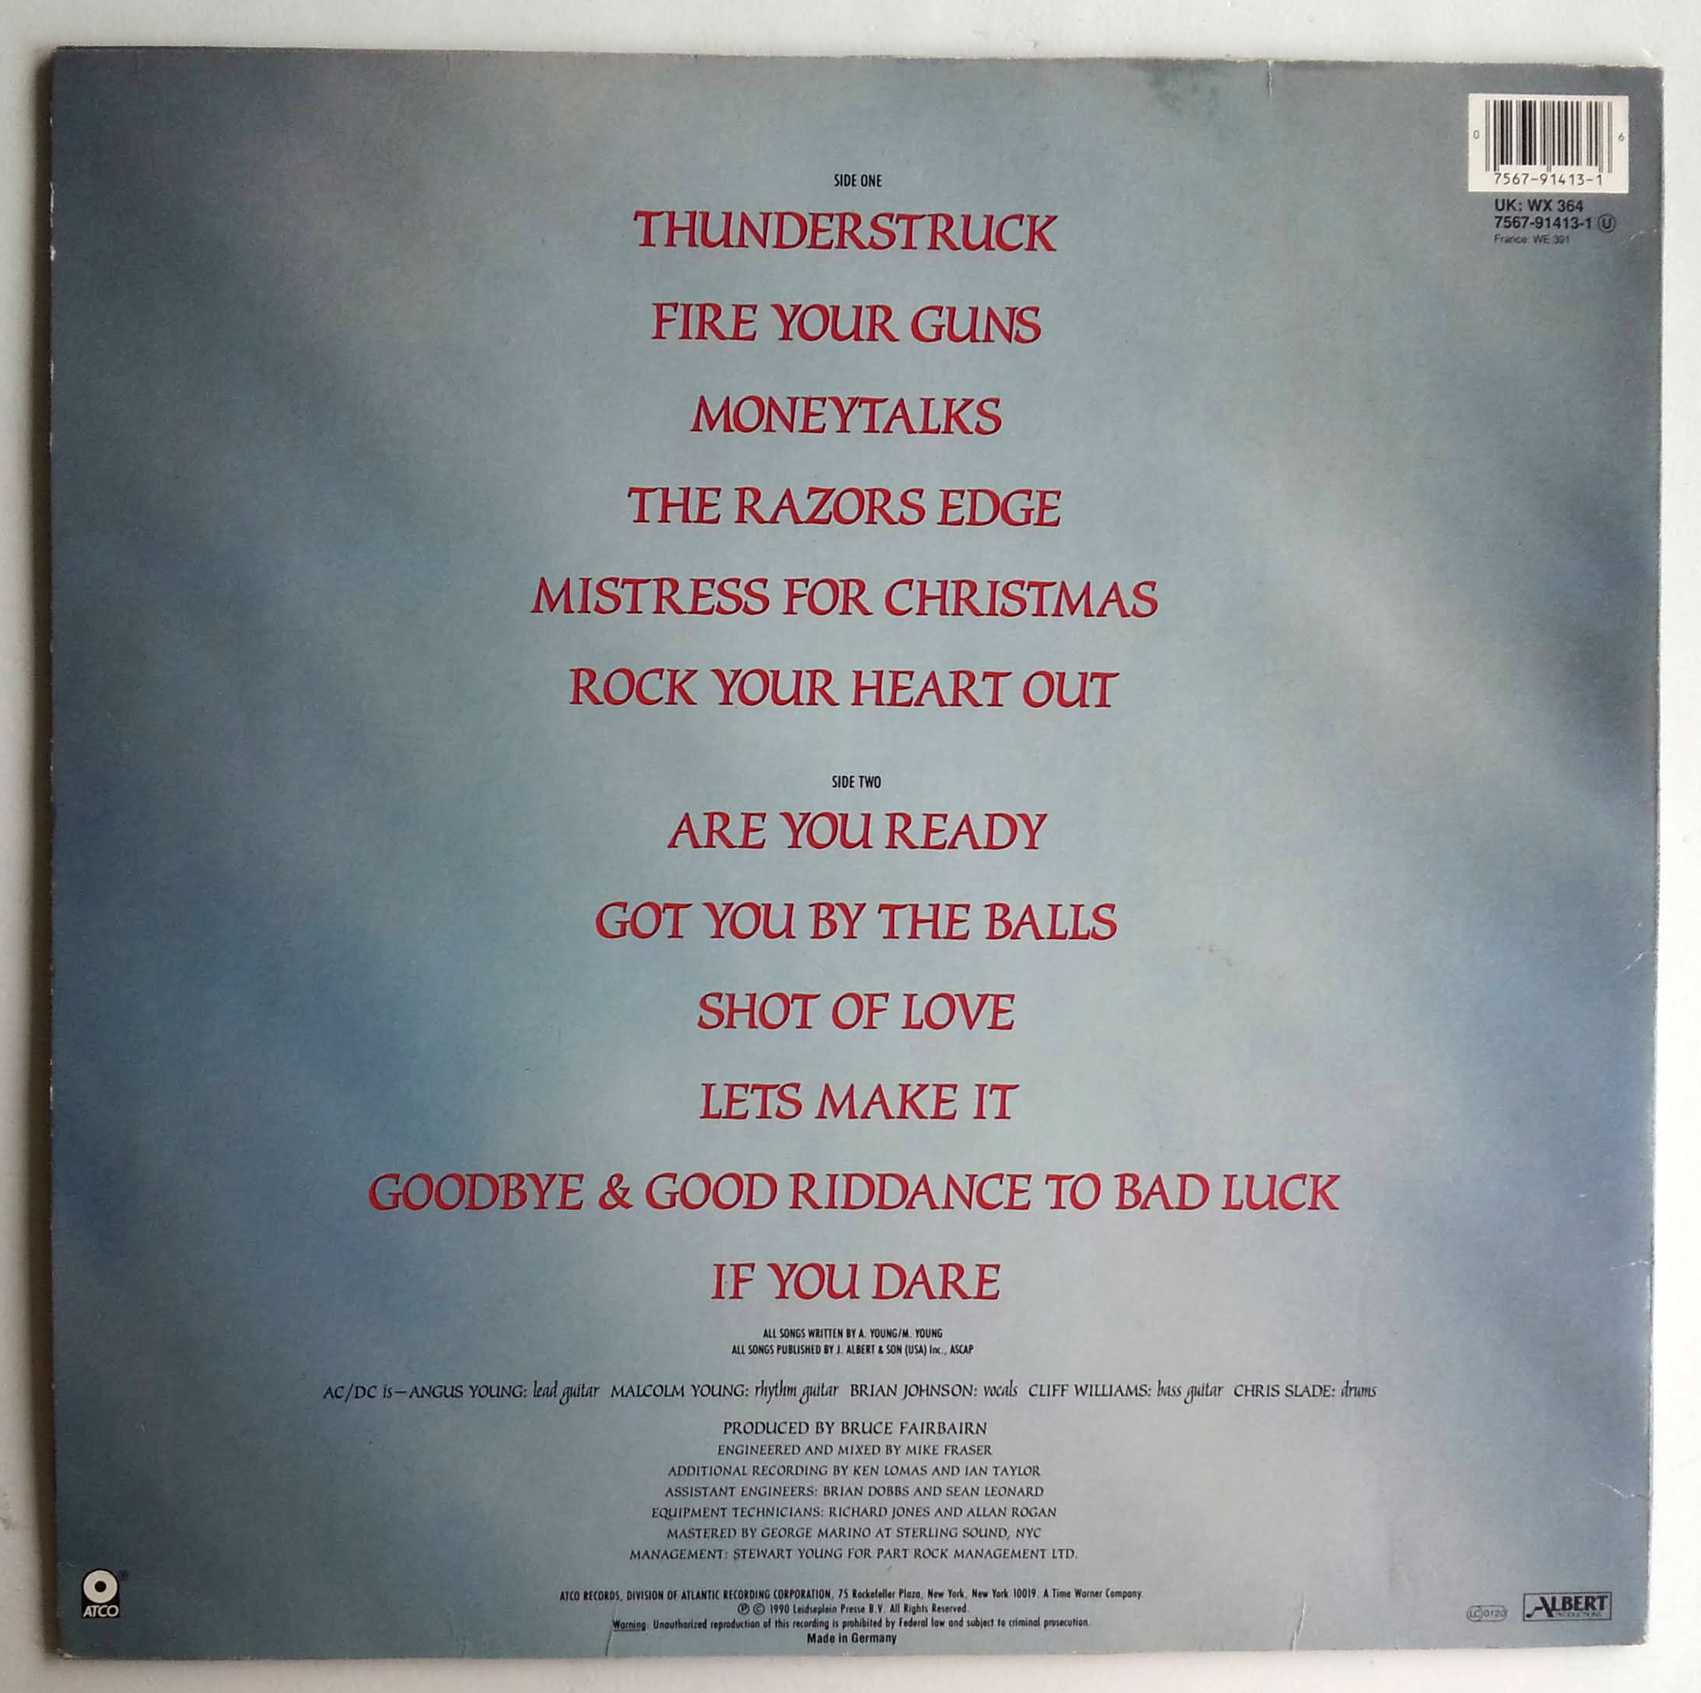 0 6
7567-91413-1
UK: WX 364
7567-91413-1 U
France: WE 391
SIDE ONE
THUNDERSTRUCK
FIRE YOUR GUNS
MONEYTALKS
THE RAZORS EDGE
MISTRESS FOR CHRISTMAS
ROCK YOUR HEART OUT
SIDE TWO
ARE YOU READY
GOT YOU BY THE BALLS
SHOT OF LOVE
LETS MAKE IT
GOODBYE & GOOD RIDDANCE TO BAD LUCK
IF YOU DARE
ALL SONGS WRITTEN BY A. YOUNG/M. YOUNG
ALL SONGS PUBLISHED BY J. ALBERT & SON (USA) Inc., ASCAP
AC/DC is—ANGUS YOUNG: lead guitar MALCOLM YOUNG: rhythm guitar BRIAN JOHNSON: vocals CLIFF WILLIAMS: bass guitar CHRIS SLADE: drums
PRODUCED BY BRUCE FAIRBAIRN
ENGINEERED AND MIXED BY MIKE FRASER
ADDITIONAL RECORDING BY KEN LOMAS AND IAN TAYLOR
ASSISTANT ENGINEERS: BRIAN DOBBS AND SEAN LEONARD
EQUIPMENT TECHNICIANS: RICHARD JONES AND ALLAN ROGAN
MASTERED BY GEORGE MARINO AT STERLING SOUND, NYC
MANAGEMENT: STEWART YOUNG FOR PART ROCK MANAGEMENT LTD.
ATCO RECORDS, DIVISION OF ATLANTIC RECORDING CORPORATION, 75 Rockefeller Plaza, New York, New York 10019. A Time Warner Company.
℗ © 1990 Leidseplein Presse B.V. All Rights Reserved.
Warning: Unauthorized reproduction of this recording is prohibited by Federal law and subject to criminal prosecution.
Made in Germany
ATCO ®
LC 0120
ALBERT
PRODUCTIONS